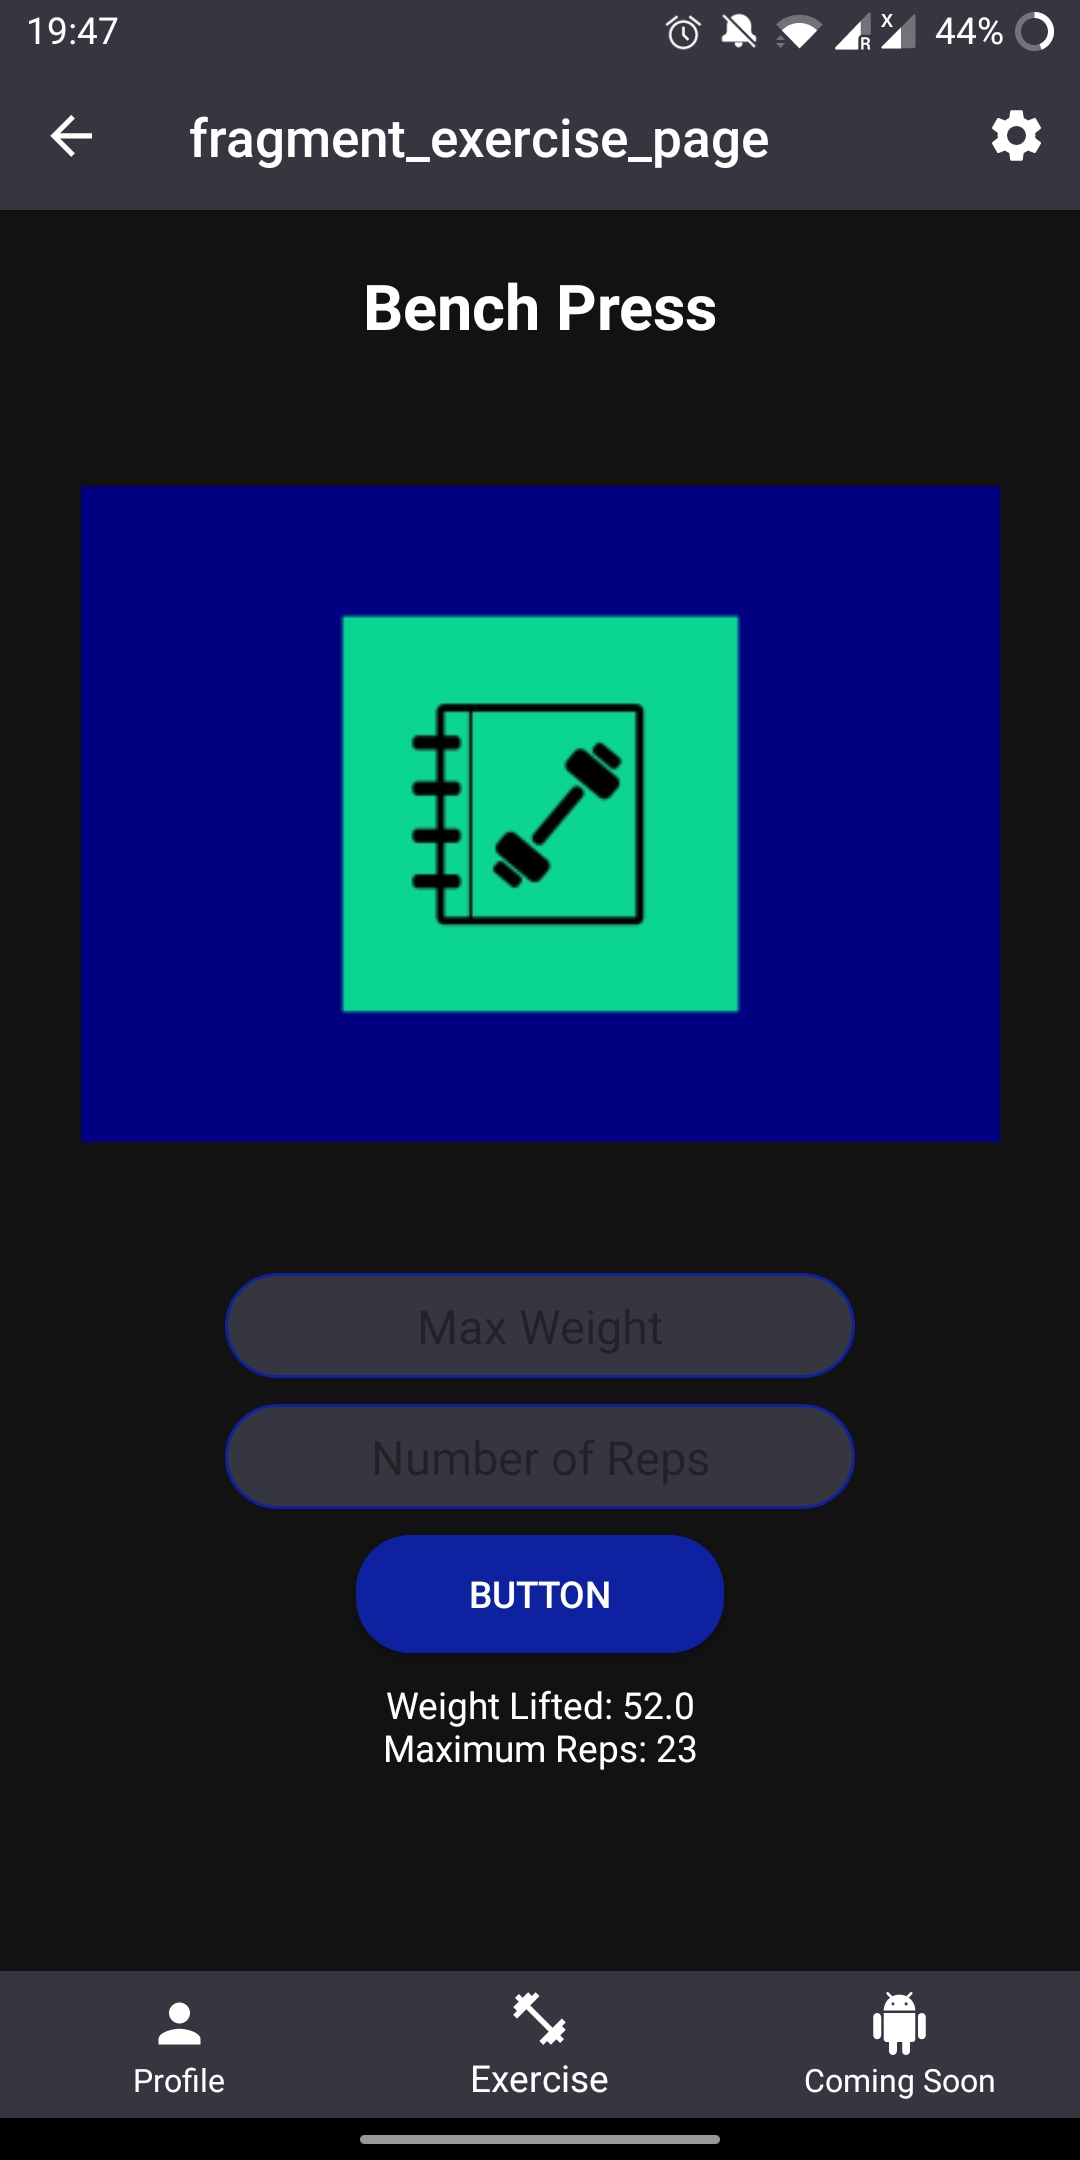 19:47
R
X
44%
fragment_exercise_page
Bench Press
Max Weight
Number of Reps
BUTTON
Weight Lifted: 52.0
Maximum Reps: 23
Profile
Exercise
Coming Soon